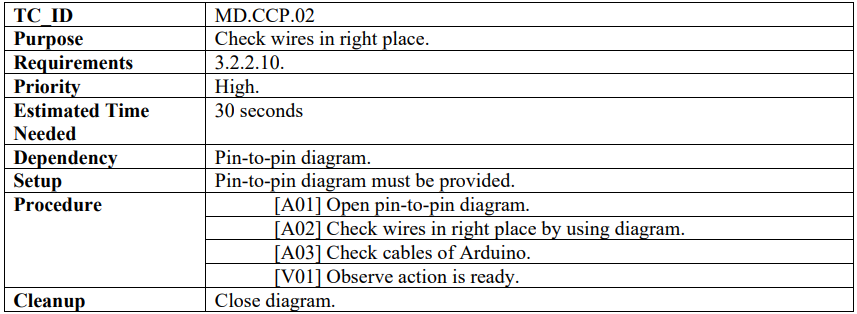 TC_ID MD.CCP.02
Purpose Check wires in right place.
Requirements 3.2.2.10.
Priority High.
Estimated Time 30 seconds
Needed
Dependency Pin-to-pin diagram.
Setup Pin-to-pin diagram must be provided.
Procedure [A01] Open pin-to-pin diagram.
[A02] Check wires in right place by using diagram.
[A03] Check cables of Arduino.
[V01] Observe action is ready.
Cleanup Close diagram.